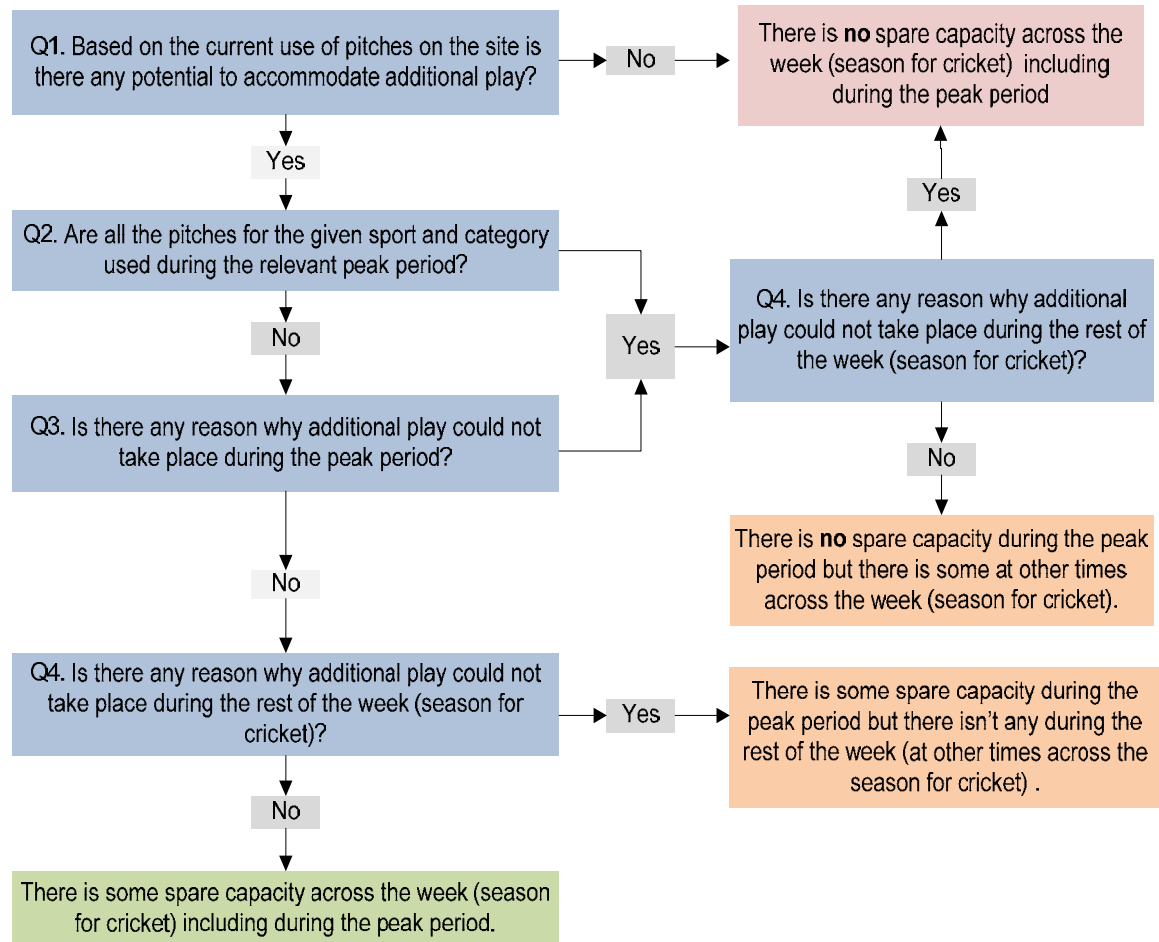 Q1. Based on the current use of pitches on the site is
there any potential to accommodate additional play?
No
There is no spare capacity across the
week (season for cricket) including
during the peak period
Yes
Yes
Q2. Are all the pitches for the given sport and category
used during the relevant peak period?
Q4. Is there any reason why additional
play could not take place during the rest of
the week (season for cricket)?
No
Yes
Q3. Is there any reason why additional play could not
take place during the peak period?
No
There is no spare capacity during the peak
period but there is some at other times
across the week (season for cricket).
No
Q4. Is there any reason why additional play could not
take place during the rest of the week (season for
cricket)?
Yes
There is some spare capacity during the
peak period but there isn't any during the
rest of the week (at other times across the
season for cricket) .
No
There is some spare capacity across the week (season
for cricket) including during the peak period.